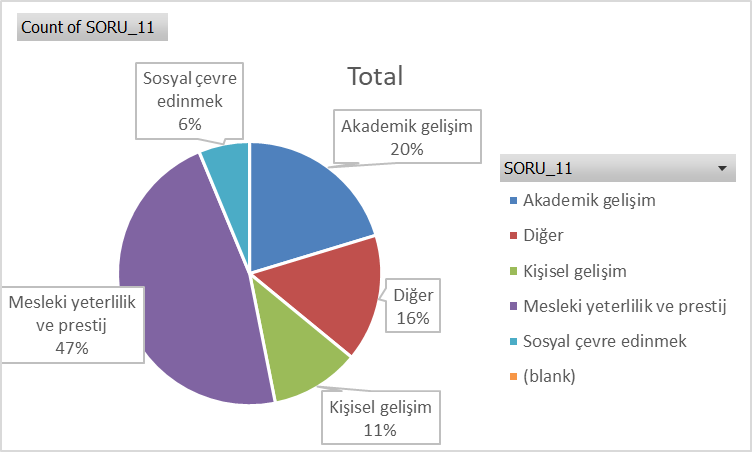 Count of SORU_11
Total
Sosyal çevre
edinmek
6%
Akademik gelişim
20%
Diğer
16%
Kişisel gelişim
11%
Mesleki yeterlilik
ve prestij
47%
SORU_11
Akademik gelişim
Diğer
Kişisel gelişim
Mesleki yeterlilik ve prestij
Sosyal çevre edinmek
(blank)